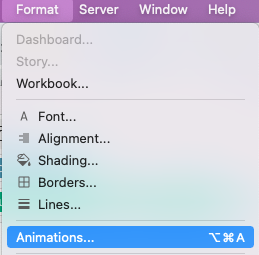 Format Server Window Help
Dashboard...
Story...
Workbook...
A Font...
Alignment...
Shading...
Borders...
Lines...
Animations... ⌥⌘A